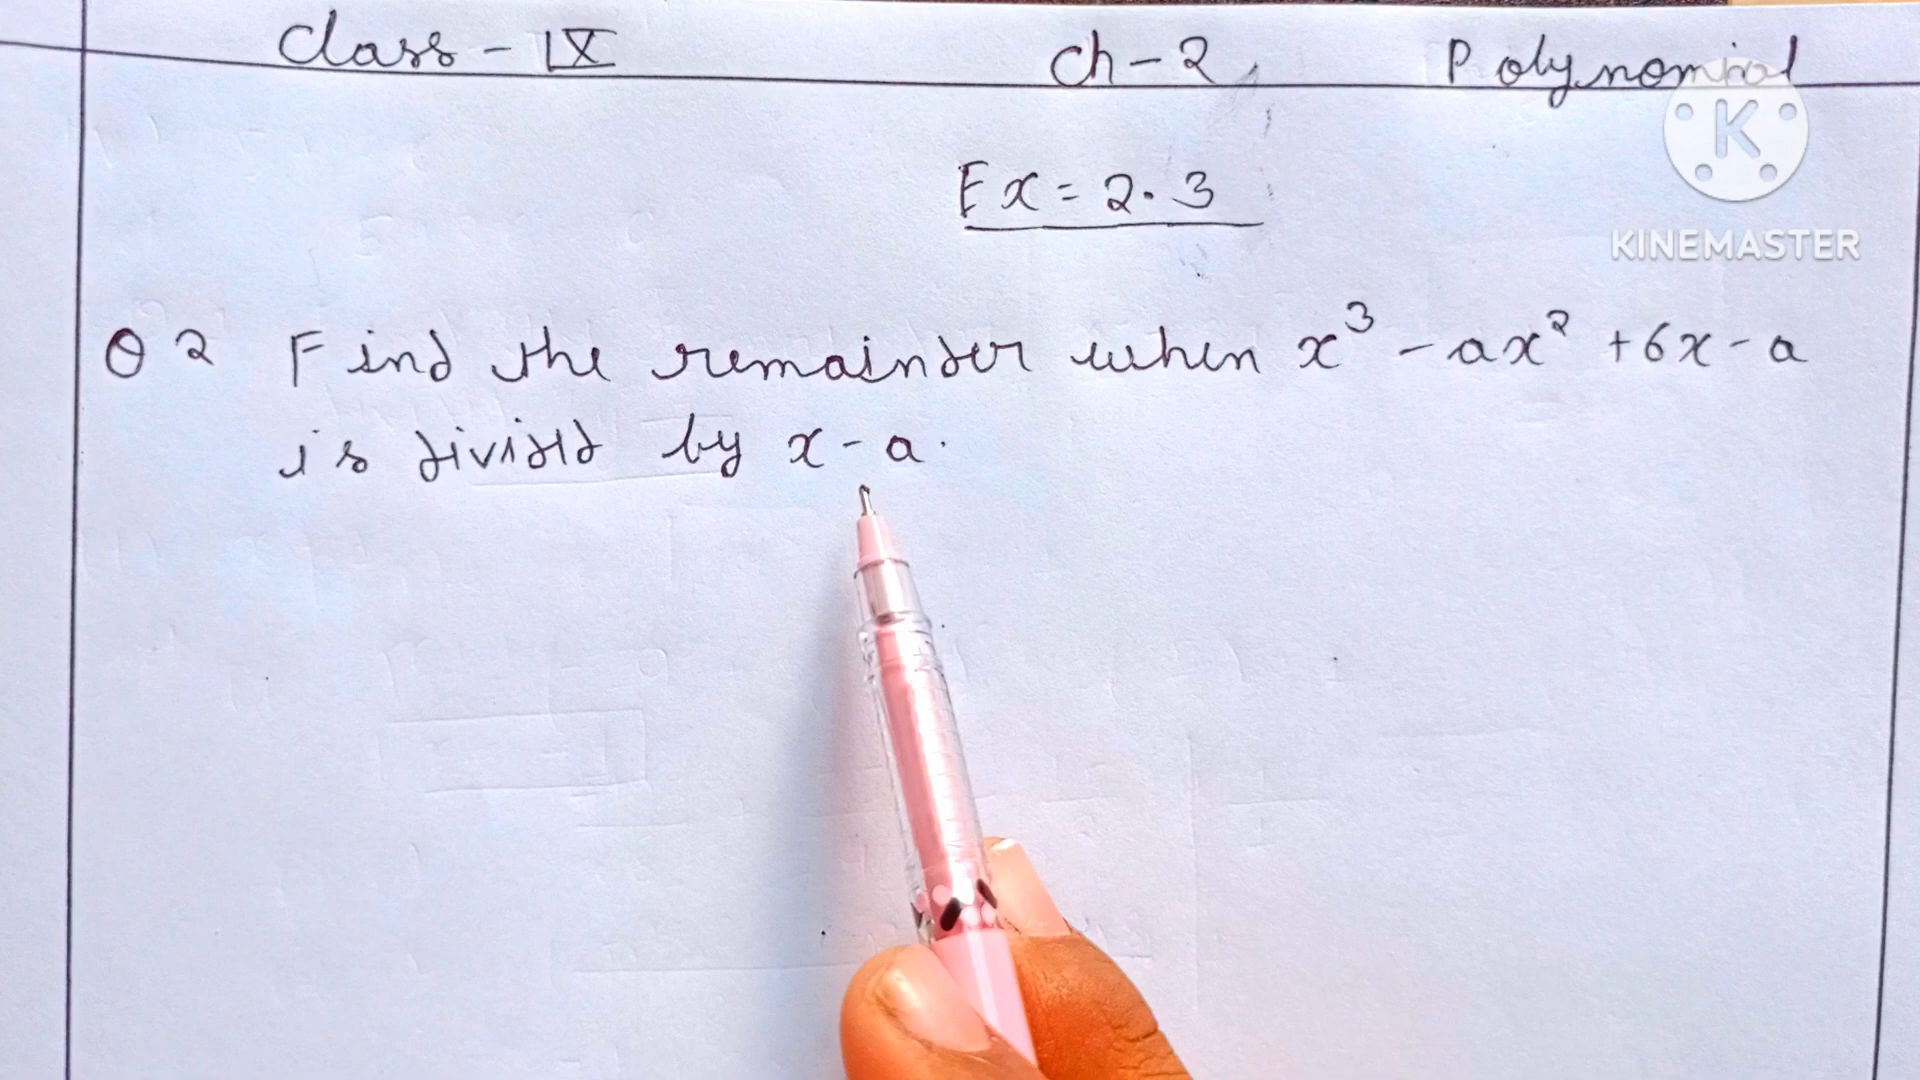 Class - IX Ch-2, Polynomial
Ex = 2.3
K
KINEMASTER
Q 2 Find the remainder when x³ - ax² + 6x - a
is divided by x - a.